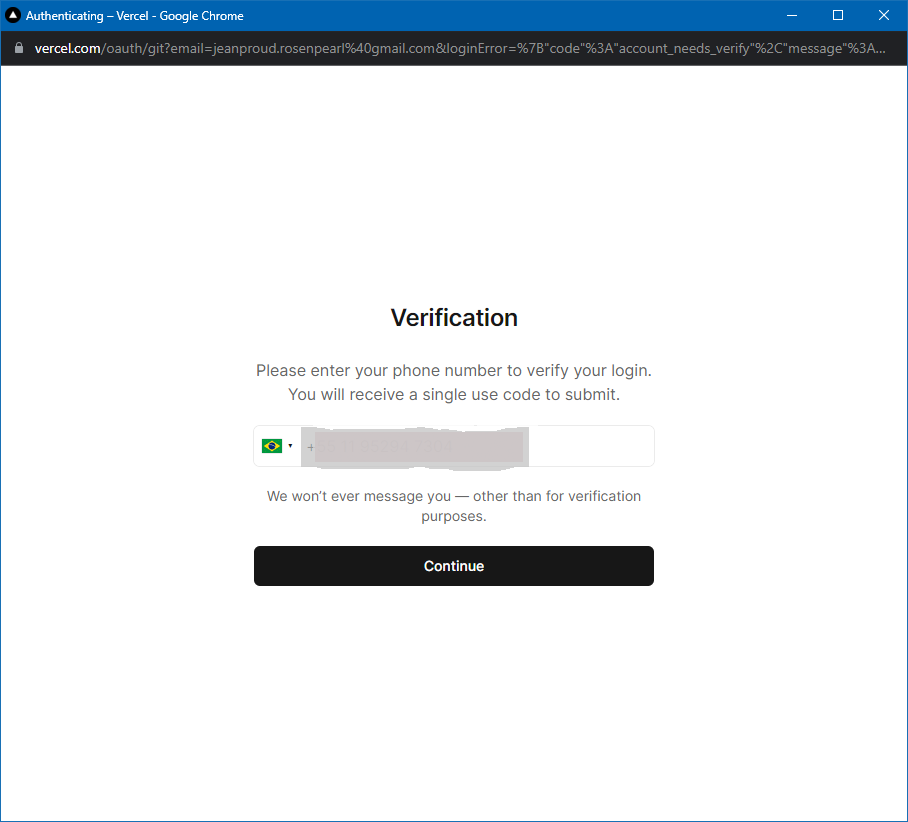 Authenticating – Vercel - Google Chrome
vercel.com/oauth/git?email=jeanproud.rosenpearl%40gmail.com&loginError=%7B"code"%3A"account_needs_verify"%2C"message"%3A...
Verification
Please enter your phone number to verify your login.
You will receive a single use code to submit.
+
We won’t ever message you — other than for verification
purposes.
Continue